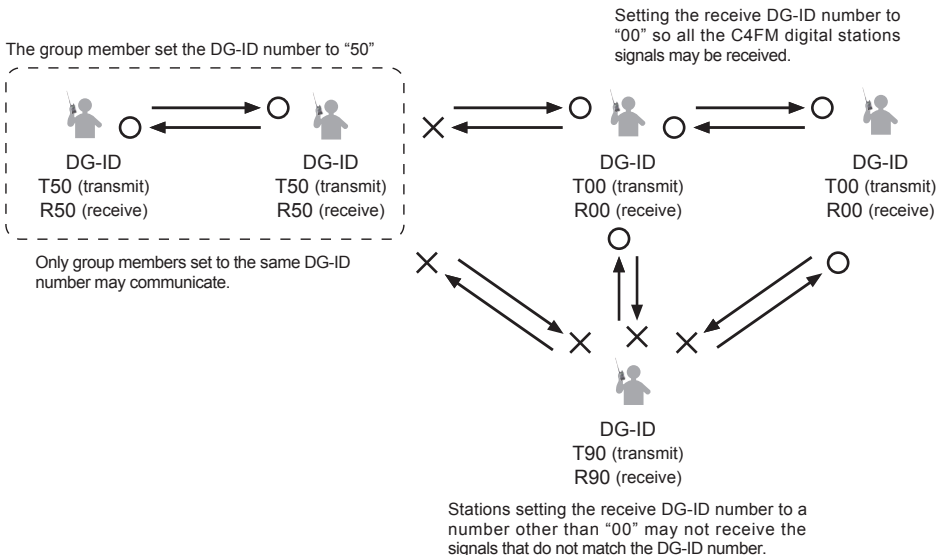 Setting the receive DG-ID number to
“00” so all the C4FM digital stations
signals may be received.
The group member set the DG-ID number to “50”
DG-ID
T50 (transmit)
R50 (receive)
DG-ID
T50 (transmit)
R50 (receive)
DG-ID
T00 (transmit)
R00 (receive)
DG-ID
T00 (transmit)
R00 (receive)
Only group members set to the same DG-ID
number may communicate.
DG-ID
T90 (transmit)
R90 (receive)
Stations setting the receive DG-ID number to a
number other than “00” may not receive the
signals that do not match the DG-ID number.